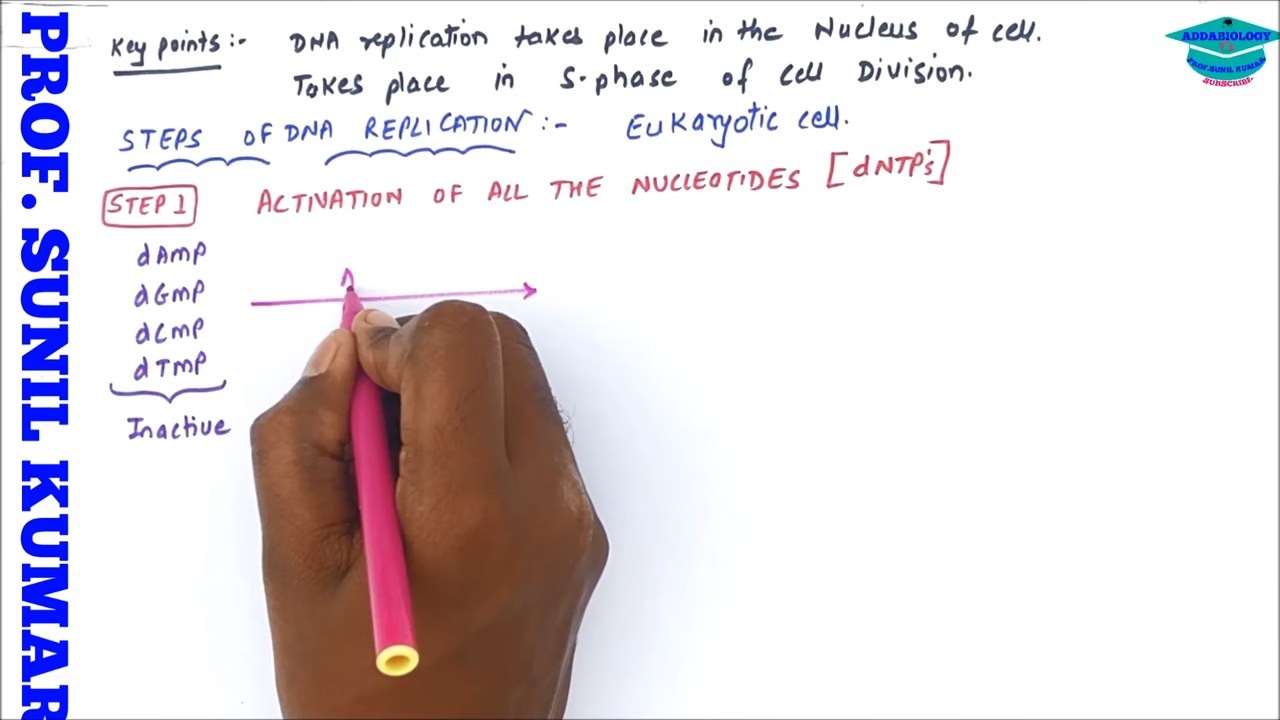 Key points:- DNA replication takes place in the Nucleus of cell.
Takes place in S-phase of Cell Division.
STEPS OF DNA REPLICATION:- EuKaryotic cell.
STEP 1 ACTIVATION OF ALL THE NUCLEOTIDES [dNTP's]
dAmp
dGmp
dCmp
dTmp
Inactive
A
PROF. SUNIL KUMAR
ADDABIOLOGY
PROF.SUNIL KUMAR
SUBSCRIBE